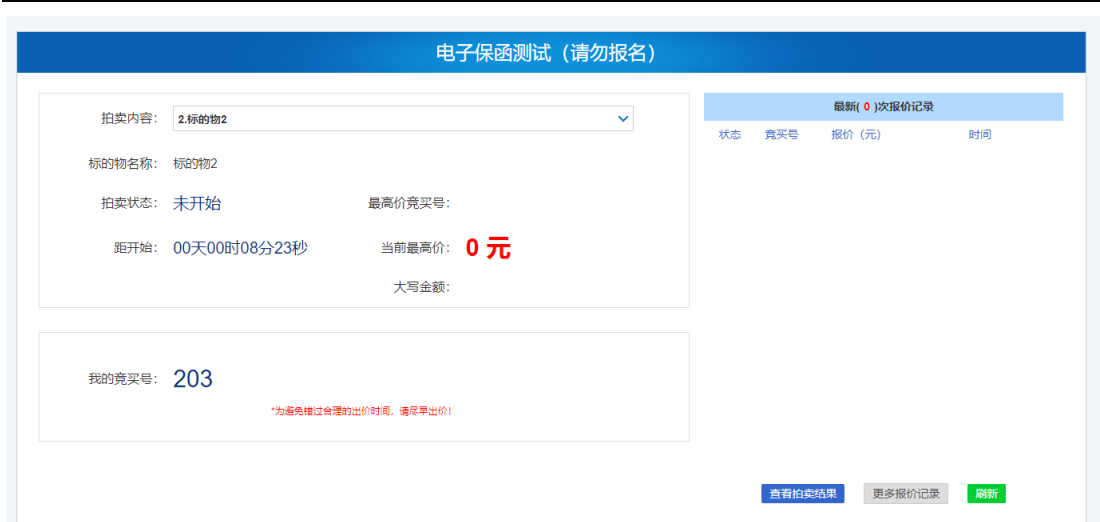 电子保函测试（请勿报名）
拍卖内容： 2.标的物2
标的物名称： 标的物2
拍卖状态： 未开始 最高价竞买号：
距开始： 00天00时08分23秒 当前最高价： 0 元
大写金额：
我的竞买号： 203
*为避免错过合理的出价时间，请尽早出价！
最新( 0 )次报价记录
状态 竞买号 报价（元） 时间
查看拍卖结果 更多报价记录 刷新